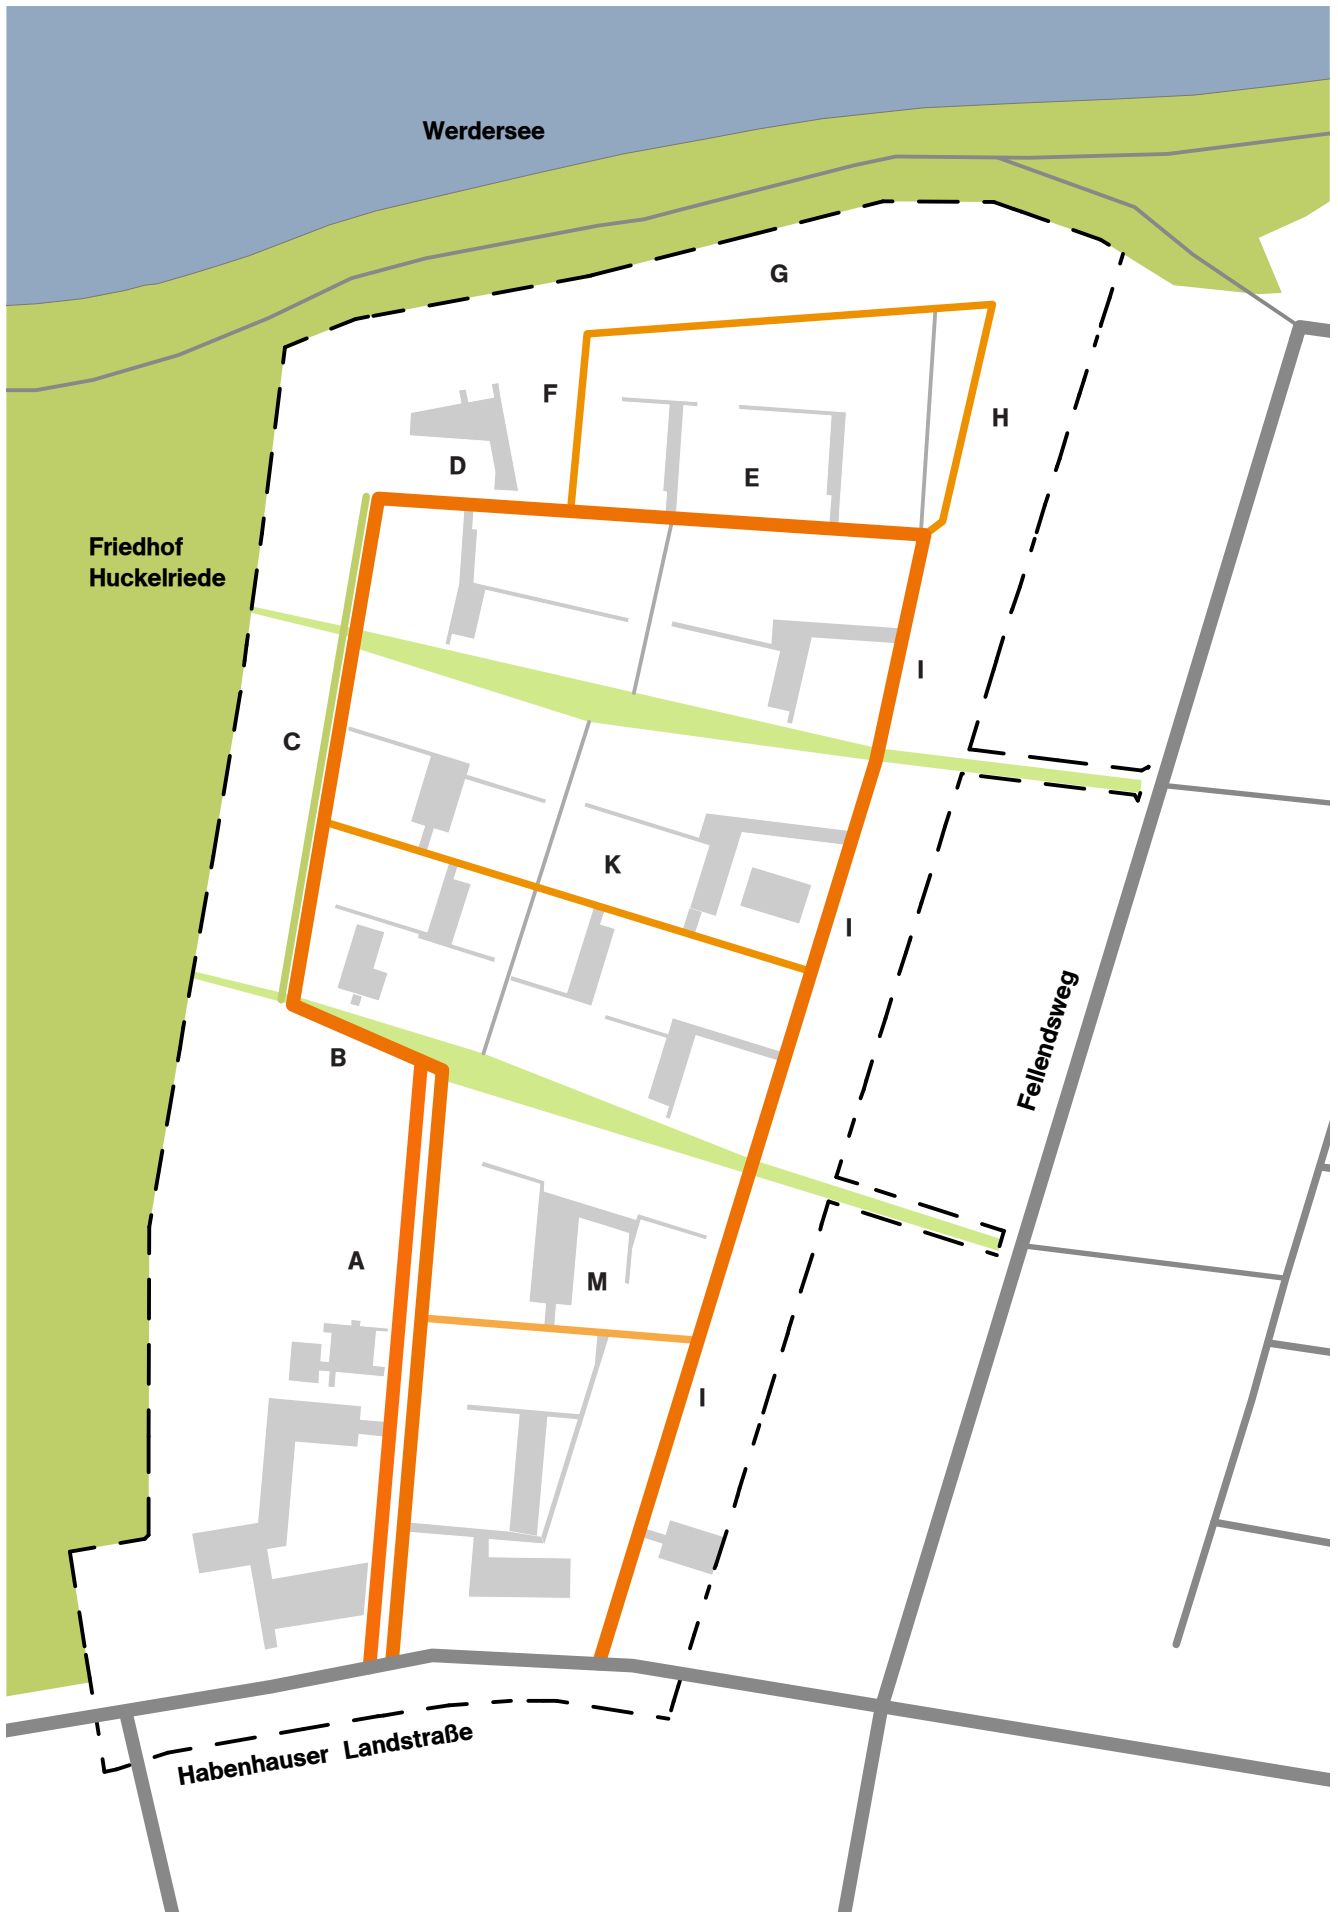 Werdersee
G
F
H
D
E
Friedhof
Huckelriede
I
C
K
I
Fellendsweg
B
A
M
I
Habenhauser Landstraße